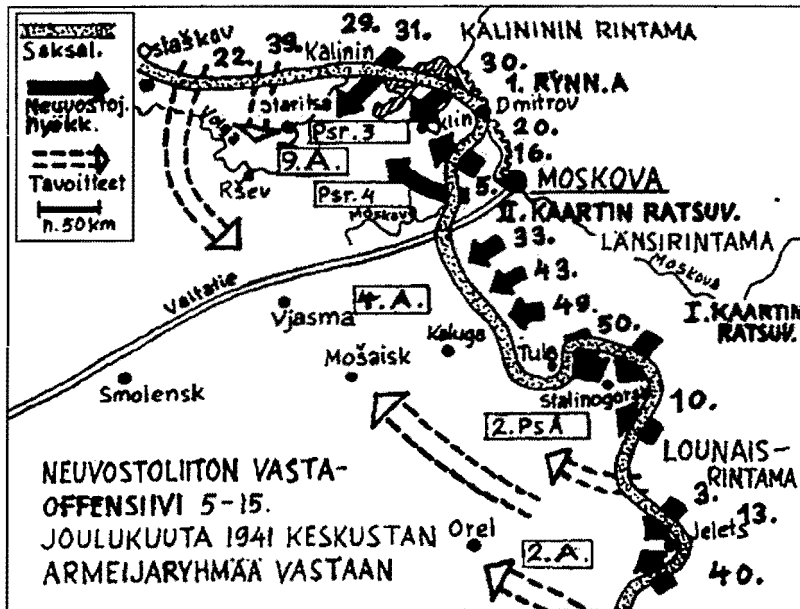 Saksal.
Neuvostoj.
hyökk.
Tavoitteet
n. 50km
Ostaškov
22.
39.
Kalinin
29.
31.
KALININ RINTAMA
30.
1. RYNN.A
Dmitrov
Staritsa
Volga
Klin
20.
Psr. 3
9. A.
16.
Ršev
Psr. 4
5.
MOSKOVA
Moskova
II. KAARTIN RATSUV.
33.
LÄNSIRINTAMA
Moskova
43.
Valtatie
Vjasma
4. A.
49.
I. KAARTIN
RATSUV.
Kaluga
50.
Mošaisk
Tula
Smolensk
Stalinogorsk
10.
2. PsA
LOUNAIS-
RINTAMA
NEUVOSTOLIITON VASTA-
OFFENSIIVI 5-15.
JOULUKUUTA 1941 KESKUSTAN
ARMEIJARYHMÄÄ VASTAAN
3.
13.
Jelets
Orel
2. A.
40.